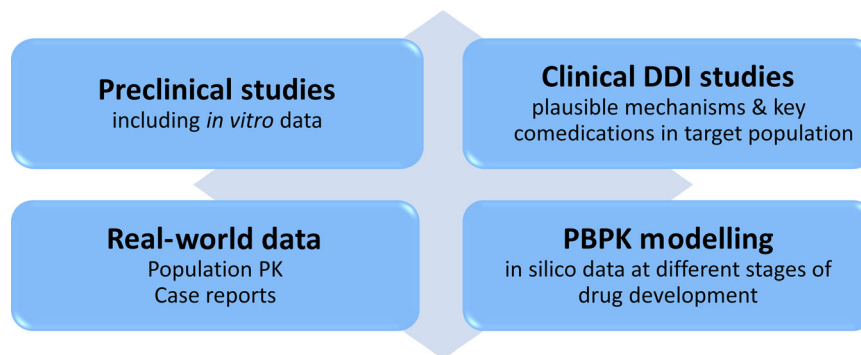 Preclinical studies
including in vitro data
Clinical DDI studies
plausible mechanisms & key
comedications in target population
Real-world data
Population PK
Case reports
PBPK modelling
in silico data at different stages of
drug development